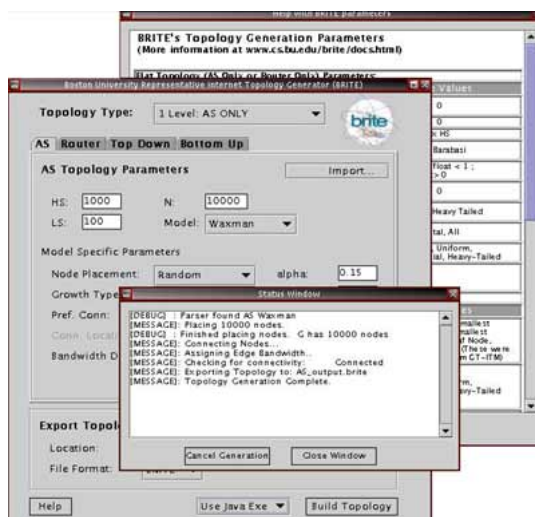 Help with BRITE parameters
BRITE's Topology Generation Parameters
(More information at www.cs.bu.edu/brite/docs.html)
Flat Topology (AS Only or Router Only) Parameters:
Values
0
0
HS
Barabasi
float < 1 ;
> 0
0
Heavy Tailed
tal, All
Uniform,
ial, Heavy-Tailed
es
mallest
mallest
of Node,
(These were
m GT-ITM)
rm,
vy-Tailed
Boston University Representative Internet Topology Generator (BRITE)
Topology Type: 1 Level: AS ONLY
brite
AS Router Top Down Bottom Up
AS Topology Parameters Import...
HS: 1000 N: 10000
LS: 100 Model: Waxman
Model Specific Parameters
Node Placement: Random alpha: 0.15
Growth Type
Pref. Conn:
Conn. Locali
Bandwidth D
Export Topol
Location:
File Format: BRITE
Help Use Java Exe Build Topology
Status Window
[DEBUG] : Parser found AS Waxman
[MESSAGE]: Placing 10000 nodes.
[DEBUG] : Finished placing nodes. G has 10000 nodes
[MESSAGE]: Connecting Nodes...
[MESSAGE]: Assigning Edge Bandwidth..
[MESSAGE]: Checking for connectivity: Connected
[MESSAGE]: Exporting Topology to: AS_output.brite
[MESSAGE]: Topology Generation Complete.
Cancel Generation Close Window